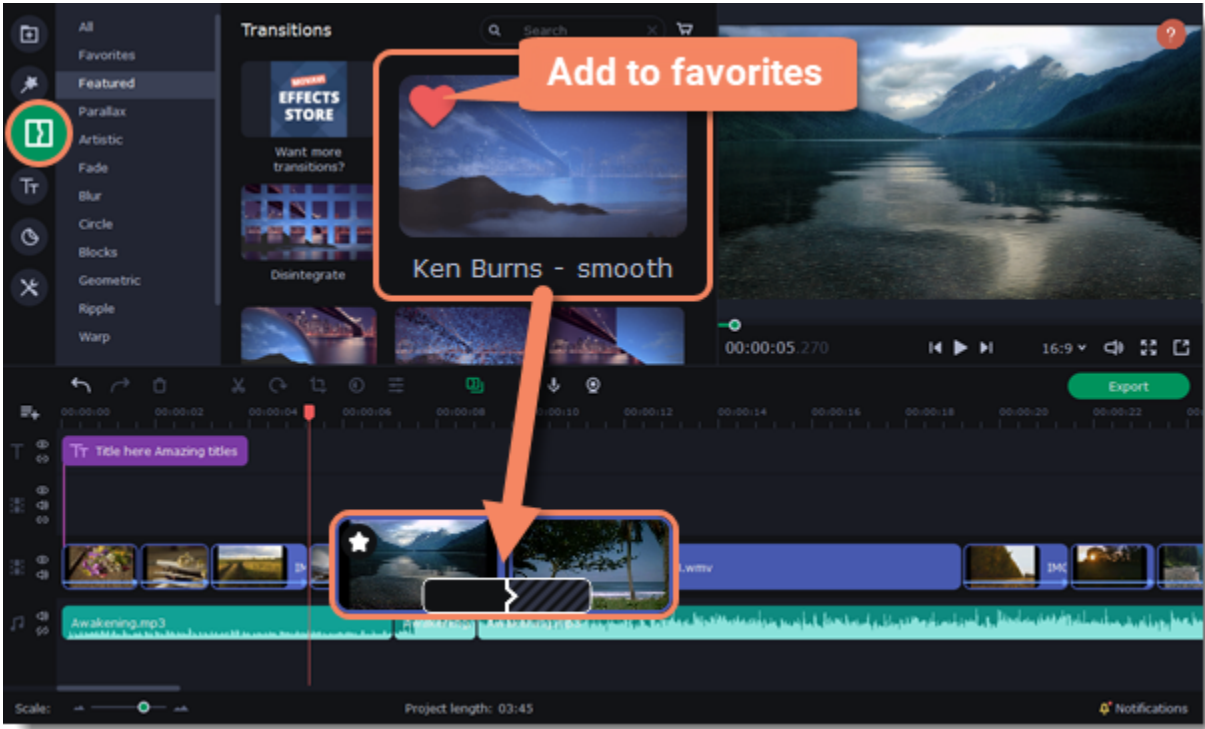 All
Favorites
Featured
Parallax
Artistic
Fade
Blur
Circle
Blocks
Geometric
Ripple
Warp
Transitions
Search
MOVAVI
EFFECTS
STORE
Want more
transitions?
Disintegrate
Add to favorites
Ken Burns - smooth
?
00:00:05.270
16:9
Export
00:00:00 00:00:02 00:00:04 00:00:06 00:00:08 00:00:10 00:00:12 00:00:14 00:00:16 00:00:18 00:00:20 00:00:22
T
Tт Title here Amazing titles
.wmv
IMG
Awakening.mp3
Scale:
Project length: 03:45
Notifications